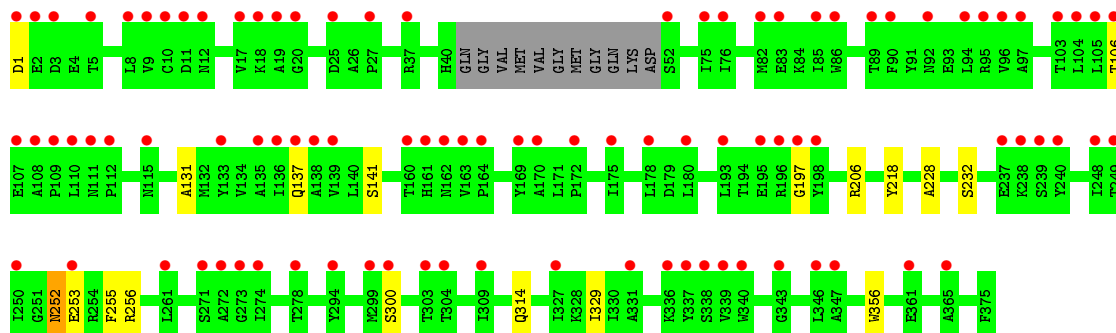 D1 E2 D3 E4 T5 L8 V9 C10 D11 N12 V17 K18 A19 G20 D25 A26 P27 R37 H40 GLN GLY VAL MET VAL GLY MET GLY GLN LYS ASP S52 I75 I76 M82 E83 K84 I85 W86 T89 F90 Y91 N92 E93 L94 R95 V96 A97 T103 L104 L105 T106
E107 A108 P109 L110 N111 P112 N115 A131 M132 Y133 V134 A135 I136 Q137 A138 V139 L140 S141 T160 H161 N162 V163 P164 Y169 A170 L171 P172 I175 L178 D179 L180 L193 T194 E195 R196 G197 Y198 R206 Y218 A228 S232 E237 K238 S239 Y240 I248 T249
I250 G251 N252 E253 R254 F255 R256 L261 S271 A272 G273 I274 T278 Y294 M299 S300 T303 T304 I309 Q314 I327 K328 I329 I330 A331 K336 Y337 S338 V339 W340 G343 L346 A347 W356 E361 A365 F375